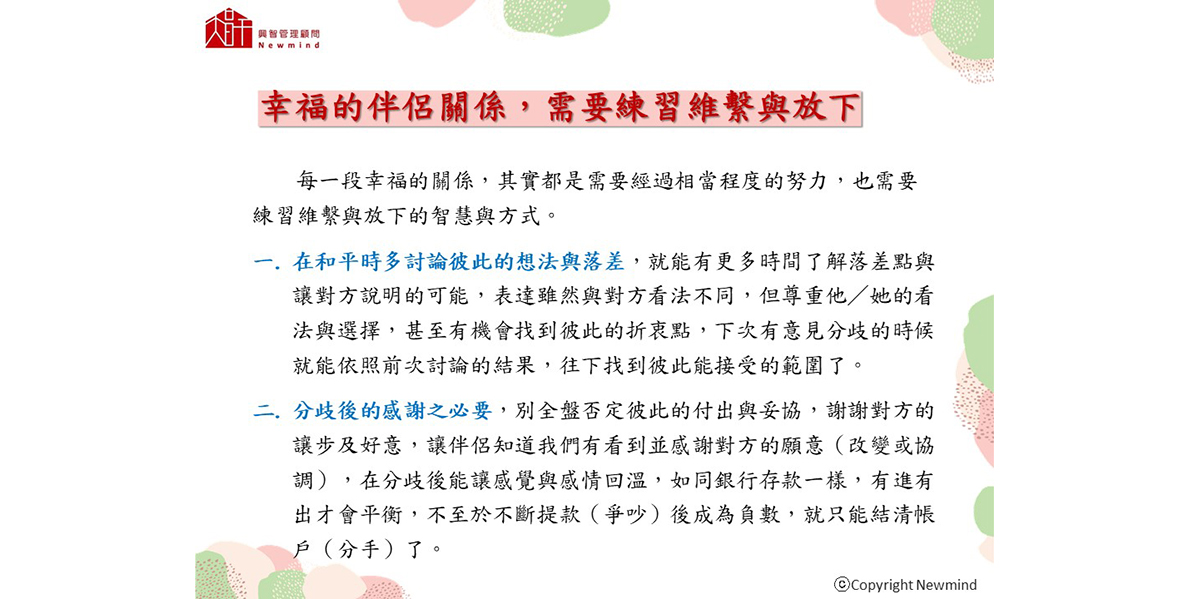 興智管理顧問
Newmind
幸福的伴侶關係，需要練習維繫與放下
每一段幸福的關係，其實都是需要經過相當程度的努力，也需要
練習維繫與放下的智慧與方式。
一. 在和平時多討論彼此的想法與落差，就能有更多時間了解落差點與
讓對方說明的可能，表達雖然與對方看法不同，但尊重他／她的看
法與選擇，甚至有機會找到彼此的折衷點，下次有意見分歧的時候
就能依照前次討論的結果，往下找到彼此能接受的範圍了。
二. 分歧後的感謝之必要，別全盤否定彼此的付出與妥協，謝謝對方的
讓步及好意，讓伴侶知道我們有看到並感謝對方的願意（改變或協
調），在分歧後能讓感覺與感情回溫，如同銀行存款一樣，有進有
出才會平衡，不至於不斷提款（爭吵）後成為負數，就只能結清帳
戶（分手）了。
©Copyright Newmind